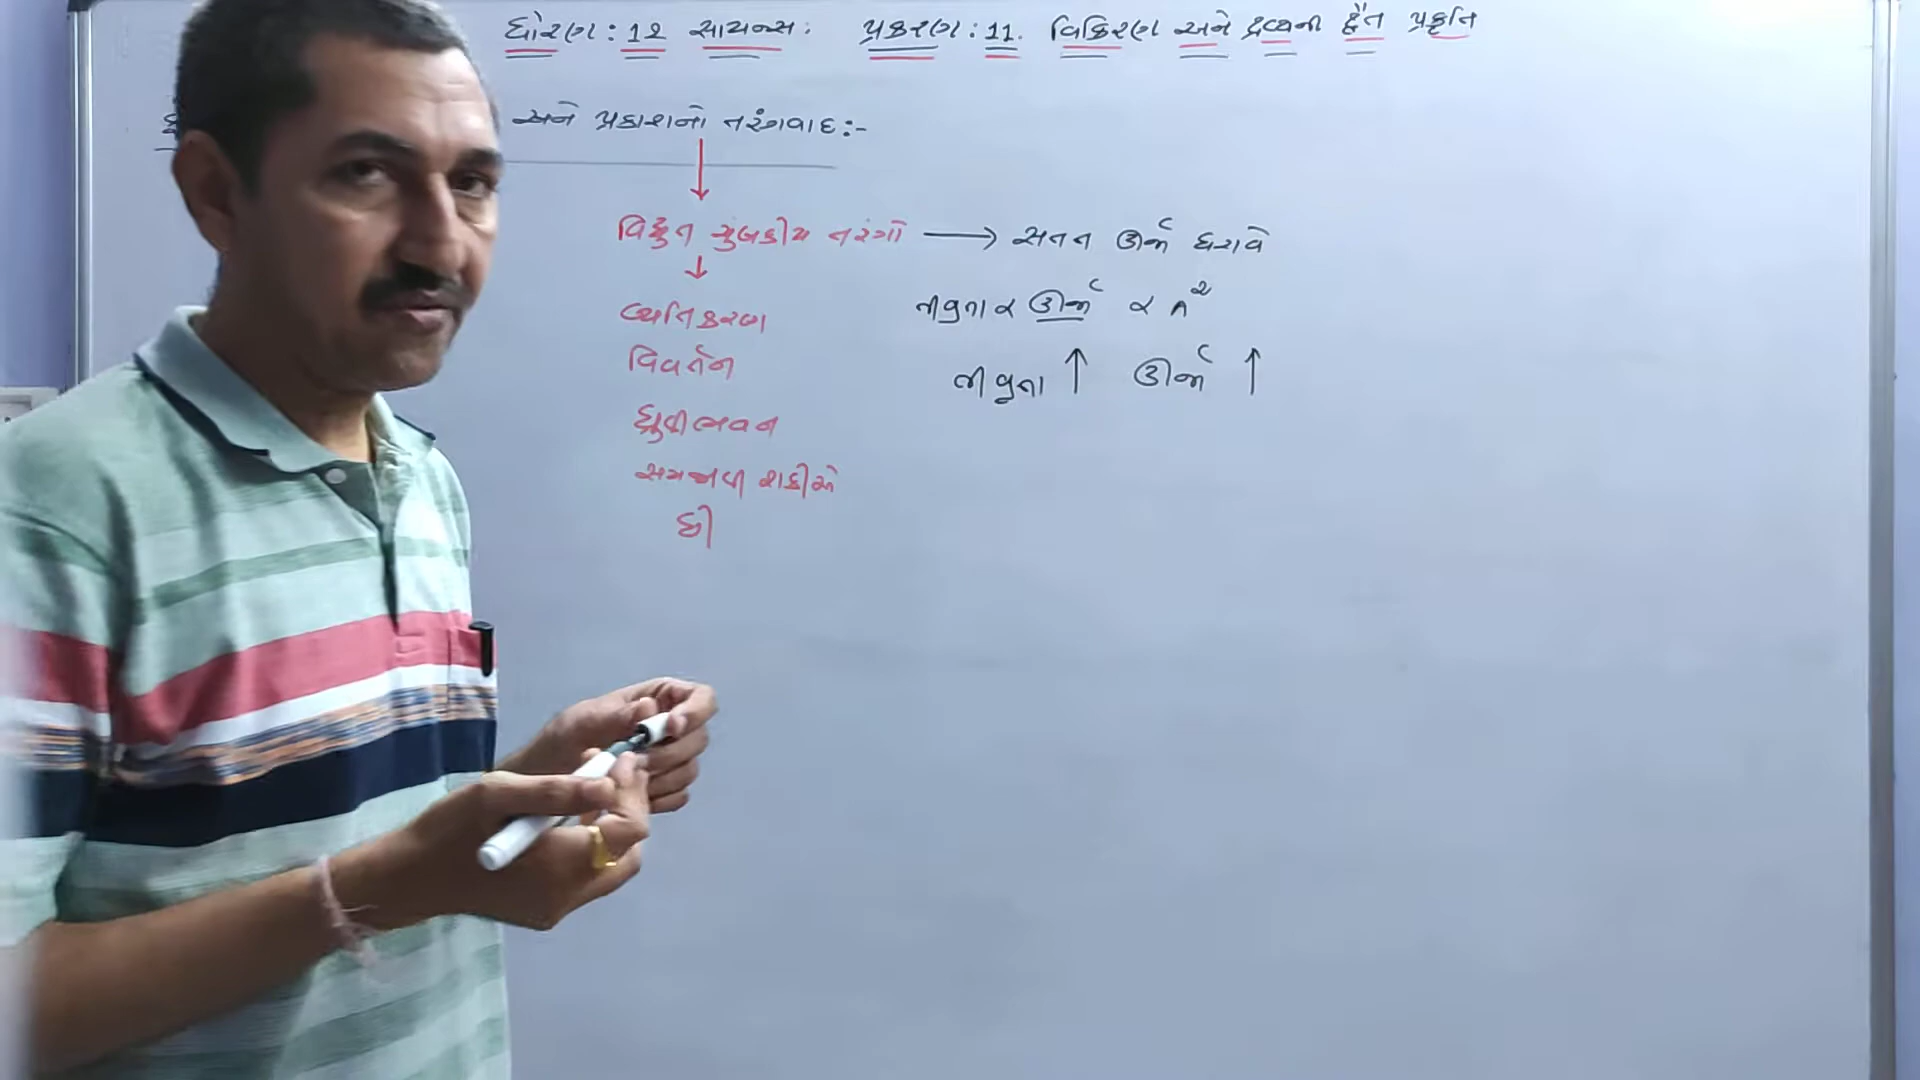 ધોરણ : 12 સાયન્સ: પ્રકરણ : 11. વિકિરણ અને દ્રવ્યની દ્વૈત પ્રકૃતિ
અને પ્રકાશનો તરંગવાદ :-
વિદ્યુત ચુંબકીય તરંગો → સતત ઊર્જા ધરાવે
↓
વ્યતિકરણ
તીવ્રતા ∝ ઊર્જા ∝ A²
વિવર્તન
તીવ્રતા ↑ ઊર્જા ↑
ધ્રુવીભવન
સમજાવી શકીએ
છી